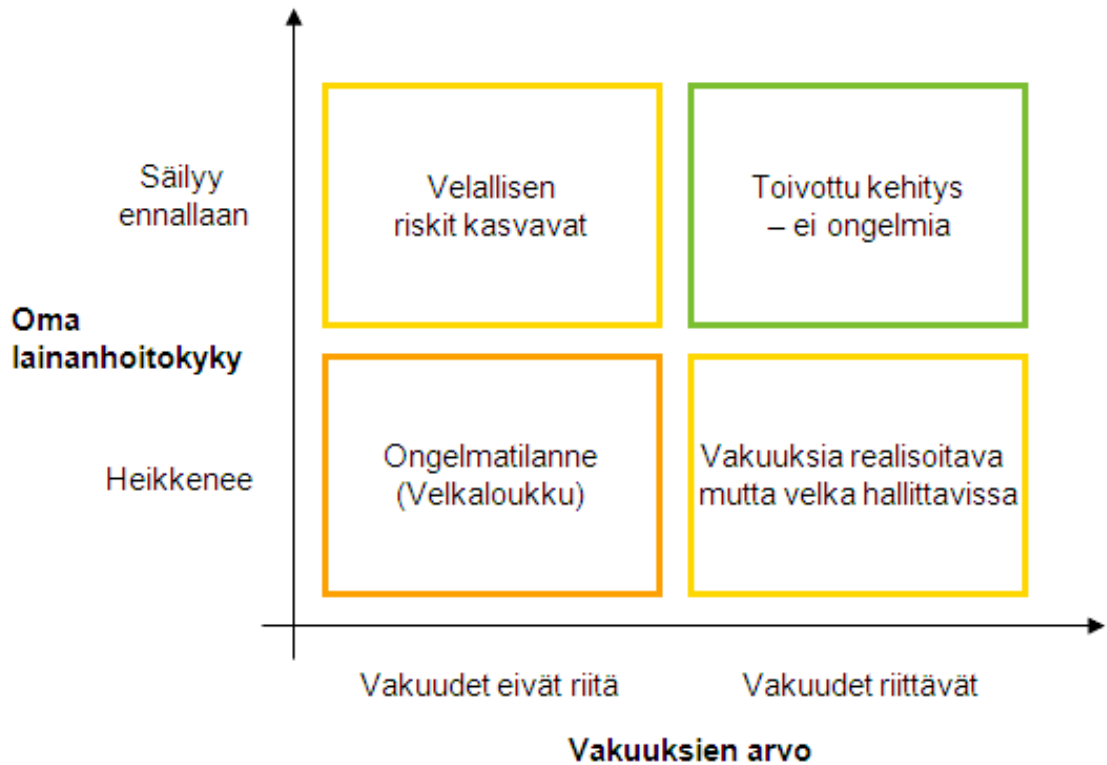 Säilyy
ennallaan
Velallisen
riskit kasvavat
Toivottu kehitys
– ei ongelmia
Oma
lainanhoitokyky
Heikkenee
Ongelmatilanne
(Velkaloukku)
Vakuuksia realisoitava
mutta velka hallittavissa
Vakuudet eivät riitä
Vakuudet riittävät
Vakuuksien arvo